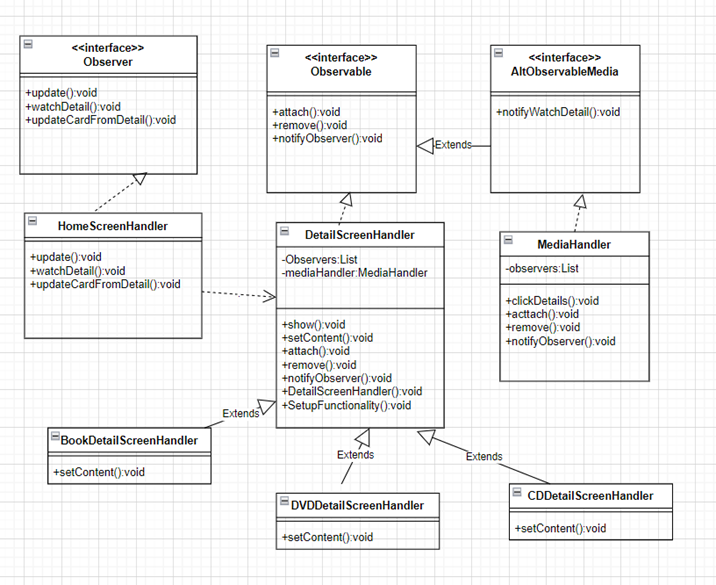 <<interface>>
Observer
+update():void
+watchDetail():void
+updateCardFromDetail():void
<<interface>>
Observable
+attach():void
+remove():void
+notifyObserver():void
<<interface>>
AltObservableMedia
+notifyWatchDetail():void
Extends
HomeScreenHandler
+update():void
+watchDetail():void
+updateCardFromDetail():void
DetailScreenHandler
-Observers:List
-mediaHandler:MediaHandler
+show():void
+setContent():void
+attach():void
+remove():void
+notifyObserver():void
+DetailScreenHandler():void
+SetupFunctionality():void
MediaHandler
-observers:List
+clickDetails():void
+acttach():void
+remove():void
+notifyObserver():void
Extends
BookDetailScreenHandler
+setContent():void
Extends
DVDDetailScreenHandler
+setContent():void
Extends
CDDetailScreenHandler
+setContent():void